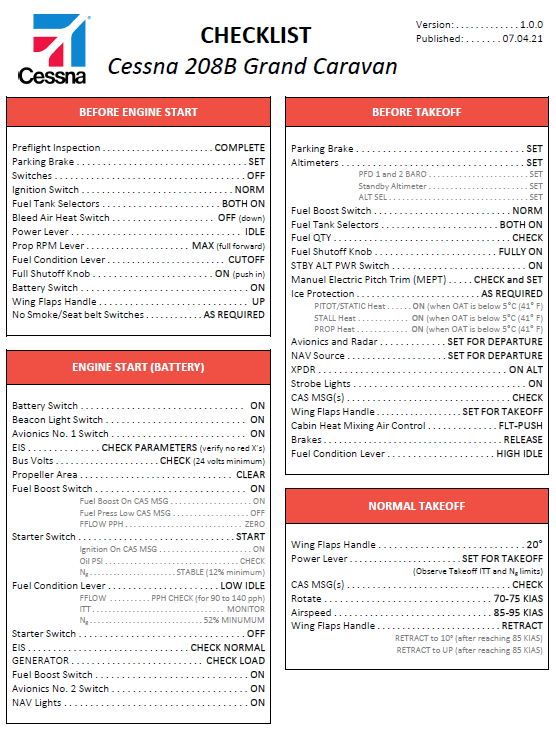 Cessna
CHECKLIST
Cessna 208B Grand Caravan
Version: . . . . . . . . . . . . 1.0.0
Published: . . . . . . . 07.04.21
BEFORE ENGINE START
Preflight Inspection . . . . . . . . . . . . . . . . . . . . COMPLETE
Parking Brake . . . . . . . . . . . . . . . . . . . . . . . . . . . . . . SET
Switches . . . . . . . . . . . . . . . . . . . . . . . . . . . . . . . . . . OFF
Ignition Switch . . . . . . . . . . . . . . . . . . . . . . . . . . . NORM
Fuel Tank Selectors . . . . . . . . . . . . . . . . . . . . . BOTH ON
Bleed Air Heat Switch . . . . . . . . . . . . . . . . . OFF (down)
Power Lever . . . . . . . . . . . . . . . . . . . . . . . . . . . . . . IDLE
Prop RPM Lever . . . . . . . . . . . . . . . . MAX (full forward)
Fuel Condition Lever . . . . . . . . . . . . . . . . . . . . CUTOFF
Full Shutoff Knob . . . . . . . . . . . . . . . . . . . ON (push in)
Battery Switch . . . . . . . . . . . . . . . . . . . . . . . . . . . . . . ON
Wing Flaps Handle . . . . . . . . . . . . . . . . . . . . . . . . . . UP
No Smoke/Seat belt Switches . . . . . . . . . . AS REQUIRED
ENGINE START (BATTERY)
Battery Switch . . . . . . . . . . . . . . . . . . . . . . . . . . . . . . ON
Beacon Light Switch . . . . . . . . . . . . . . . . . . . . . . . . . ON
Avionics No. 1 Switch . . . . . . . . . . . . . . . . . . . . . . . . ON
EIS . . . . . . . . . . . . . CHECK PARAMETERS (verify no red X's)
Bus Volts . . . . . . . . . . . . . . . . . . . CHECK (24 volts minimum)
Propeller Area . . . . . . . . . . . . . . . . . . . . . . . . . . . . CLEAR
Fuel Boost Switch . . . . . . . . . . . . . . . . . . . . . . . . . . . ON
Fuel Boost On CAS MSG . . . . . . . . . . . . . . . . . . . . ON
Fuel Press Low CAS MSG . . . . . . . . . . . . . . . . . . . OFF
FFLOW PPH . . . . . . . . . . . . . . . . . . . . . . . . . . . . ZERO
Starter Switch . . . . . . . . . . . . . . . . . . . . . . . . . . . . START
Ignition On CAS MSG . . . . . . . . . . . . . . . . . . . . . . ON
Oil PSI . . . . . . . . . . . . . . . . . . . . . . . . . . . . . . . CHECK
Ng . . . . . . . . . . . . . . . . . . . . STABLE (12% minimum)
Fuel Condition Lever . . . . . . . . . . . . . . . . . . . . . LOW IDLE
FFLOW . . . . . . . . . . PPH CHECK (for 90 to 140 pph)
ITT . . . . . . . . . . . . . . . . . . . . . . . . . . . . . . . MONITOR
Ng . . . . . . . . . . . . . . . . . . . . . . . . . . 52% MINUMUM
Starter Switch . . . . . . . . . . . . . . . . . . . . . . . . . . . . . . OFF
EIS . . . . . . . . . . . . . . . . . . . . . . . . . . . . . CHECK NORMAL
GENERATOR . . . . . . . . . . . . . . . . . . . . . . . . CHECK LOAD
Fuel Boost Switch . . . . . . . . . . . . . . . . . . . . . . . . . . . ON
Avionics No. 2 Switch . . . . . . . . . . . . . . . . . . . . . . . . ON
NAV Lights . . . . . . . . . . . . . . . . . . . . . . . . . . . . . . . . . ON
BEFORE TAKEOFF
Parking Brake . . . . . . . . . . . . . . . . . . . . . . . . . . . . . . SET
Altimeters . . . . . . . . . . . . . . . . . . . . . . . . . . . . . . . . . SET
PFD 1 and 2 BARO . . . . . . . . . . . . . . . . . . . . SET
Standby Altimeter . . . . . . . . . . . . . . . . . . . . SET
ALT SEL . . . . . . . . . . . . . . . . . . . . . . . . . . . . SET
Fuel Boost Switch . . . . . . . . . . . . . . . . . . . . . . . . NORM
Fuel Tank Selectors . . . . . . . . . . . . . . . . . . . . . BOTH ON
Fuel QTY . . . . . . . . . . . . . . . . . . . . . . . . . . . . . . . CHECK
Fuel Shutoff Knob . . . . . . . . . . . . . . . . . . . . . . FULLY ON
STBY ALT PWR Switch . . . . . . . . . . . . . . . . . . . . . . . . ON
Manuel Electric Pitch Trim (MEPT) . . . . . CHECK and SET
Ice Protection . . . . . . . . . . . . . . . . . . . . . . . AS REQUIRED
PITOT/STATIC Heat . . . . . . ON (when OAT is below 5°C (41° F)
STALL Heat . . . . . . . . . . . . ON (when OAT is below 5°C (41° F)
PROP Heat . . . . . . . . . . . . ON (when OAT is below 5°C (41° F)
Avionics and Radar . . . . . . . . . . . . . . SET FOR DEPARTURE
NAV Source . . . . . . . . . . . . . . . . . . . . SET FOR DEPARTURE
XPDR . . . . . . . . . . . . . . . . . . . . . . . . . . . . . . . . . ON ALT
Strobe Lights . . . . . . . . . . . . . . . . . . . . . . . . . . . . . . . ON
CAS MSG(s) . . . . . . . . . . . . . . . . . . . . . . . . . . . . . CHECK
Wing Flaps Handle . . . . . . . . . . . . . . . SET FOR TAKEOFF
Cabin Heat Mixing Air Control . . . . . . . . . . . . . FLT-PUSH
Brakes . . . . . . . . . . . . . . . . . . . . . . . . . . . . . . . . RELEASE
Fuel Condition Lever . . . . . . . . . . . . . . . . . . . . HIGH IDLE
NORMAL TAKEOFF
Wing Flaps Handle . . . . . . . . . . . . . . . . . . . . . . . . . . 20°
Power Lever . . . . . . . . . . . . . . . . . . . . SET FOR TAKEOFF
(Observe Takeoff ITT and Ng limits)
CAS MSG(s) . . . . . . . . . . . . . . . . . . . . . . . . . . . . . CHECK
Rotate . . . . . . . . . . . . . . . . . . . . . . . . . . . . . . 70-75 KIAS
Airspeed . . . . . . . . . . . . . . . . . . . . . . . . . . . . 85-95 KIAS
Wing Flaps Handle . . . . . . . . . . . . . . . . . . . . . . . RETRACT
RETRACT to 10° (after reaching 85 KIAS)
RETRACT to UP (after reaching 85 KIAS)